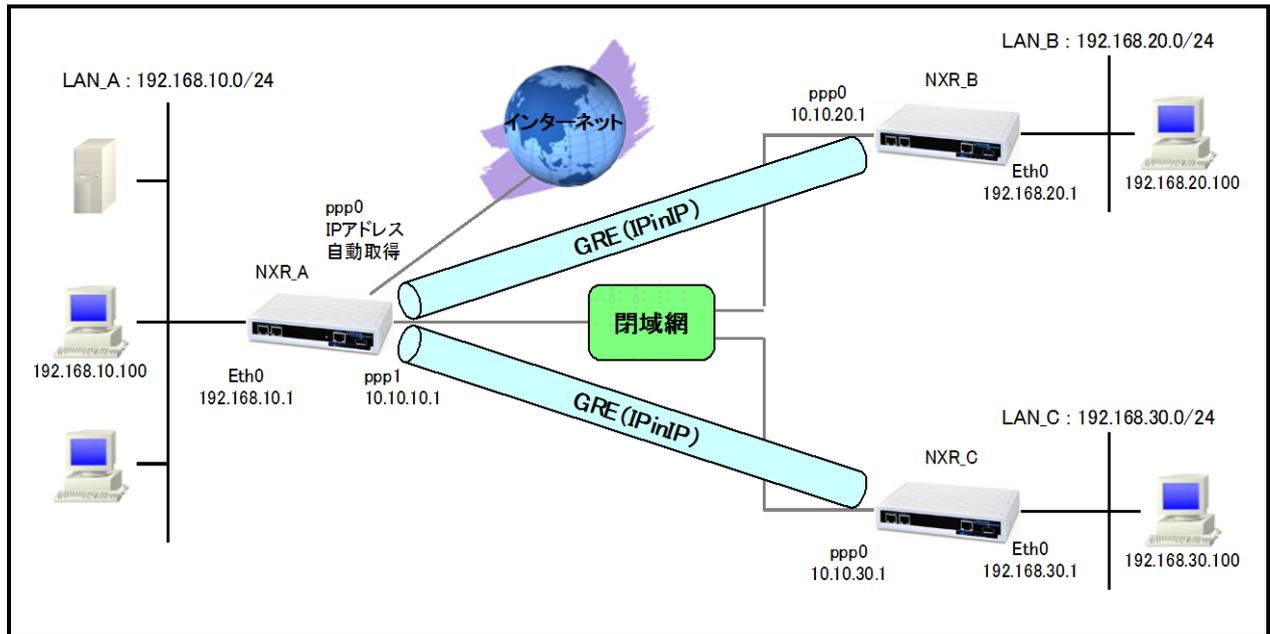 LAN_A : 192.168.10.0/24
192.168.10.100
Eth0
192.168.10.1
NXR_A
ppp0
IPアドレス
自動取得
インターネット
ppp1
10.10.10.1
GRE(IPinIP)
GRE(IPinIP)
閉域網
LAN_B : 192.168.20.0/24
NXR_B
ppp0
10.10.20.1
Eth0
192.168.20.1
192.168.20.100
LAN_C : 192.168.30.0/24
NXR_C
ppp0
10.10.30.1
Eth0
192.168.30.1
192.168.30.100